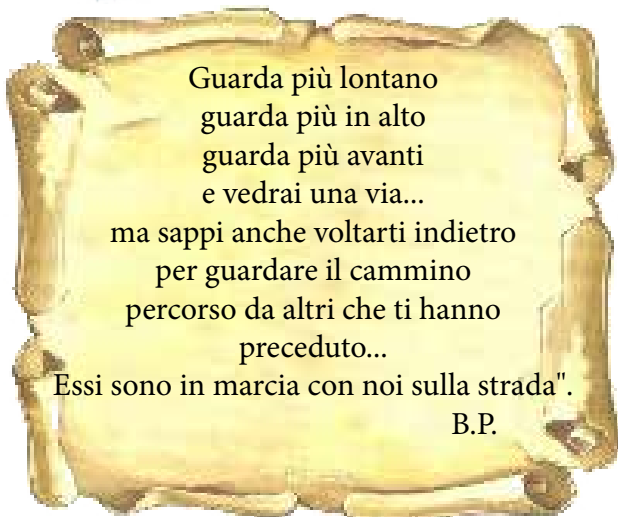 Guarda più lontano
guarda più in alto
guarda più avanti
e vedrai una via...
ma sappi anche voltarti indietro
per guardare il cammino
percorso da altri che ti hanno
preceduto...
Essi sono in marcia con noi sulla strada".
B.P.